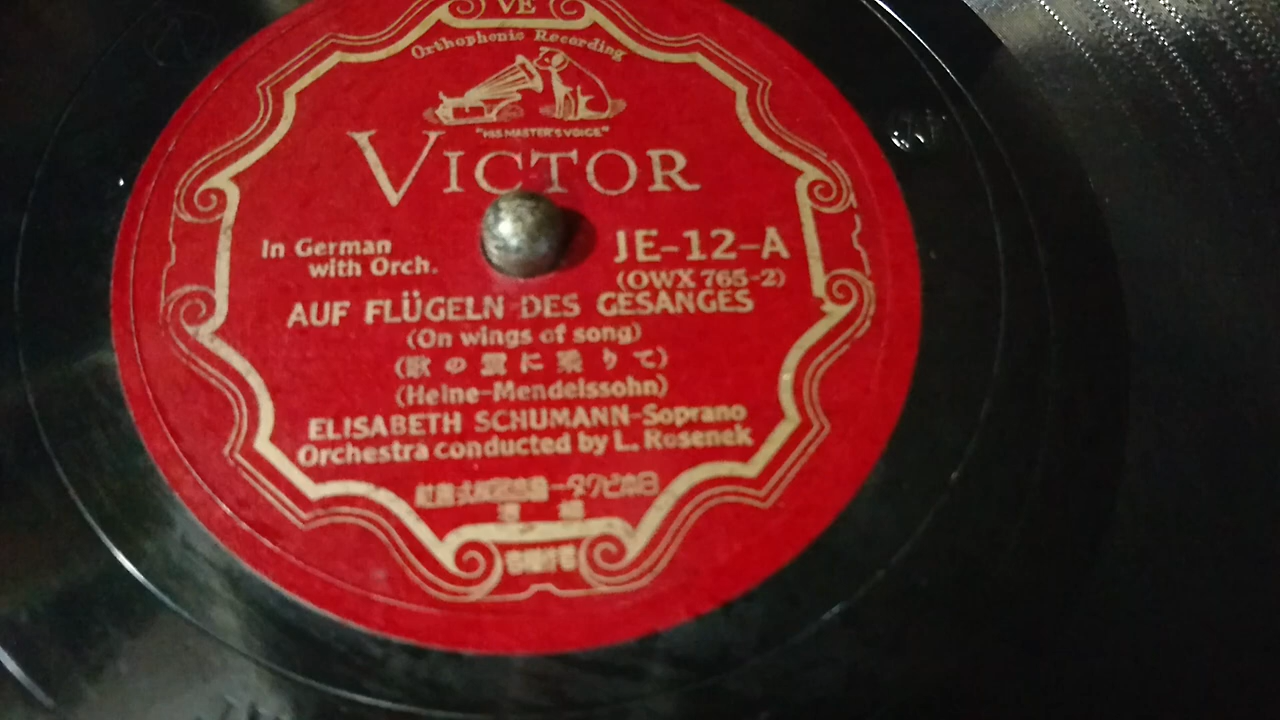 VE
Orthophonic Recording
"HIS MASTER'S VOICE"
VICTOR
In German
with Orch.
JE-12-A
(OWX 765-2)
AUF FLÜGELN DES GESANGES
(On wings of song)
(歌の翼に乗りて)
(Heine-Mendelssohn)
ELISABETH SCHUMANN-Soprano
Orchestra conducted by L. Rosenek